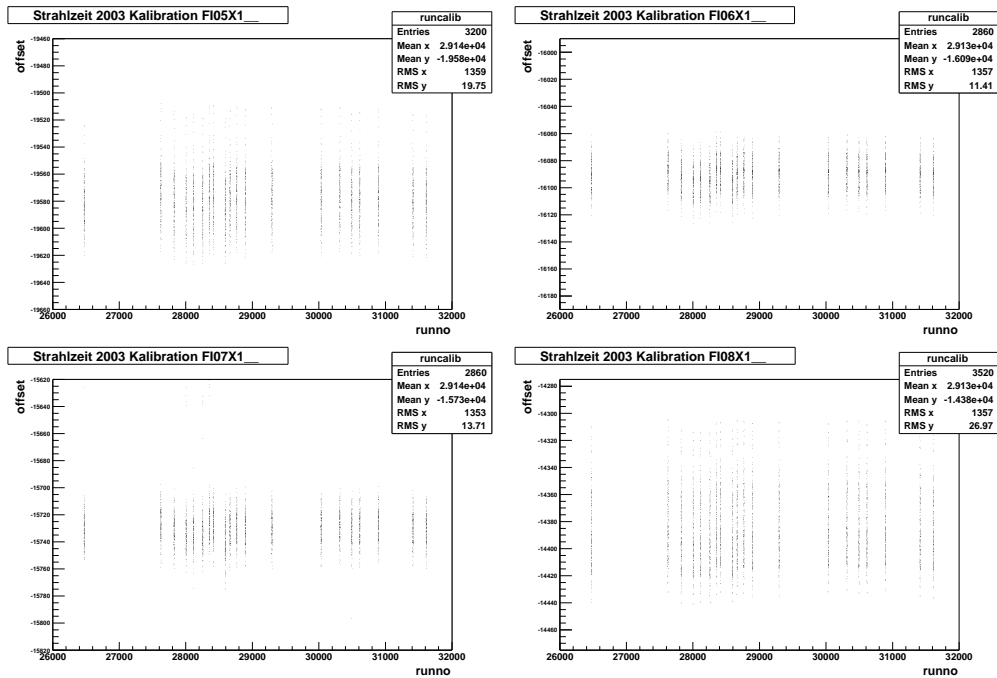 Strahlzeit 2003 Kalibration FI05X1__
runcalib
Entries 3200
Mean x 2.914e+04
Mean y -1.958e+04
RMS x 1359
RMS y 19.75
offset
-19460
-19480
-19500
-19520
-19540
-19560
-19580
-19600
-19620
-19640
-19660
26000 27000 28000 29000 30000 31000 32000
runno
Strahlzeit 2003 Kalibration FI06X1__
runcalib
Entries 2860
Mean x 2.913e+04
Mean y -1.609e+04
RMS x 1357
RMS y 11.41
offset
-16000
-16020
-16040
-16060
-16080
-16100
-16120
-16140
-16160
-16180
26000 27000 28000 29000 30000 31000 32000
runno
Strahlzeit 2003 Kalibration FI07X1__
runcalib
Entries 2860
Mean x 2.914e+04
Mean y -1.573e+04
RMS x 1353
RMS y 13.71
offset
-15620
-15640
-15660
-15680
-15700
-15720
-15740
-15760
-15780
-15800
-15820
26000 27000 28000 29000 30000 31000 32000
runno
Strahlzeit 2003 Kalibration FI08X1__
runcalib
Entries 3520
Mean x 2.913e+04
Mean y -1.438e+04
RMS x 1357
RMS y 26.97
offset
-14280
-14300
-14320
-14340
-14360
-14380
-14400
-14420
-14440
-14460
26000 27000 28000 29000 30000 31000 32000
runno